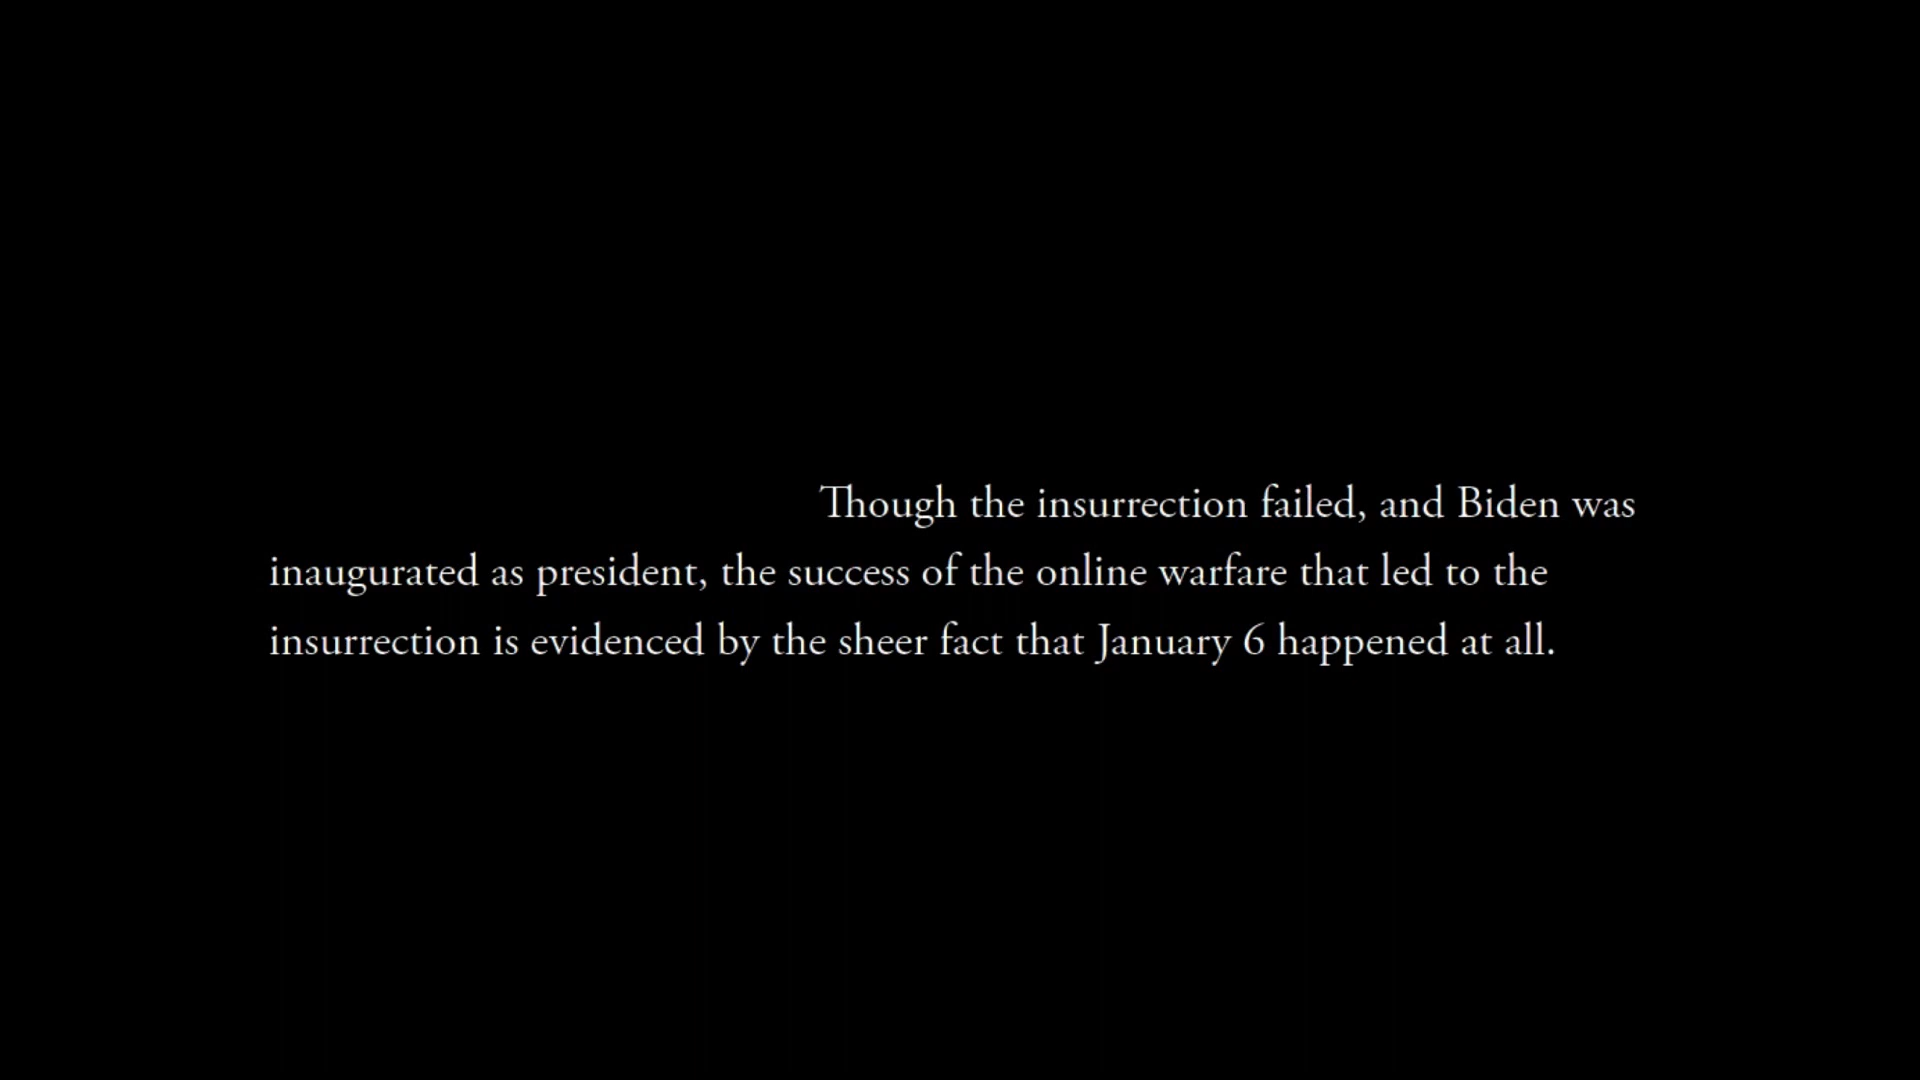 Though the insurrection failed, and Biden was
inaugurated as president, the success of the online warfare that led to the
insurrection is evidenced by the sheer fact that January 6 happened at all.